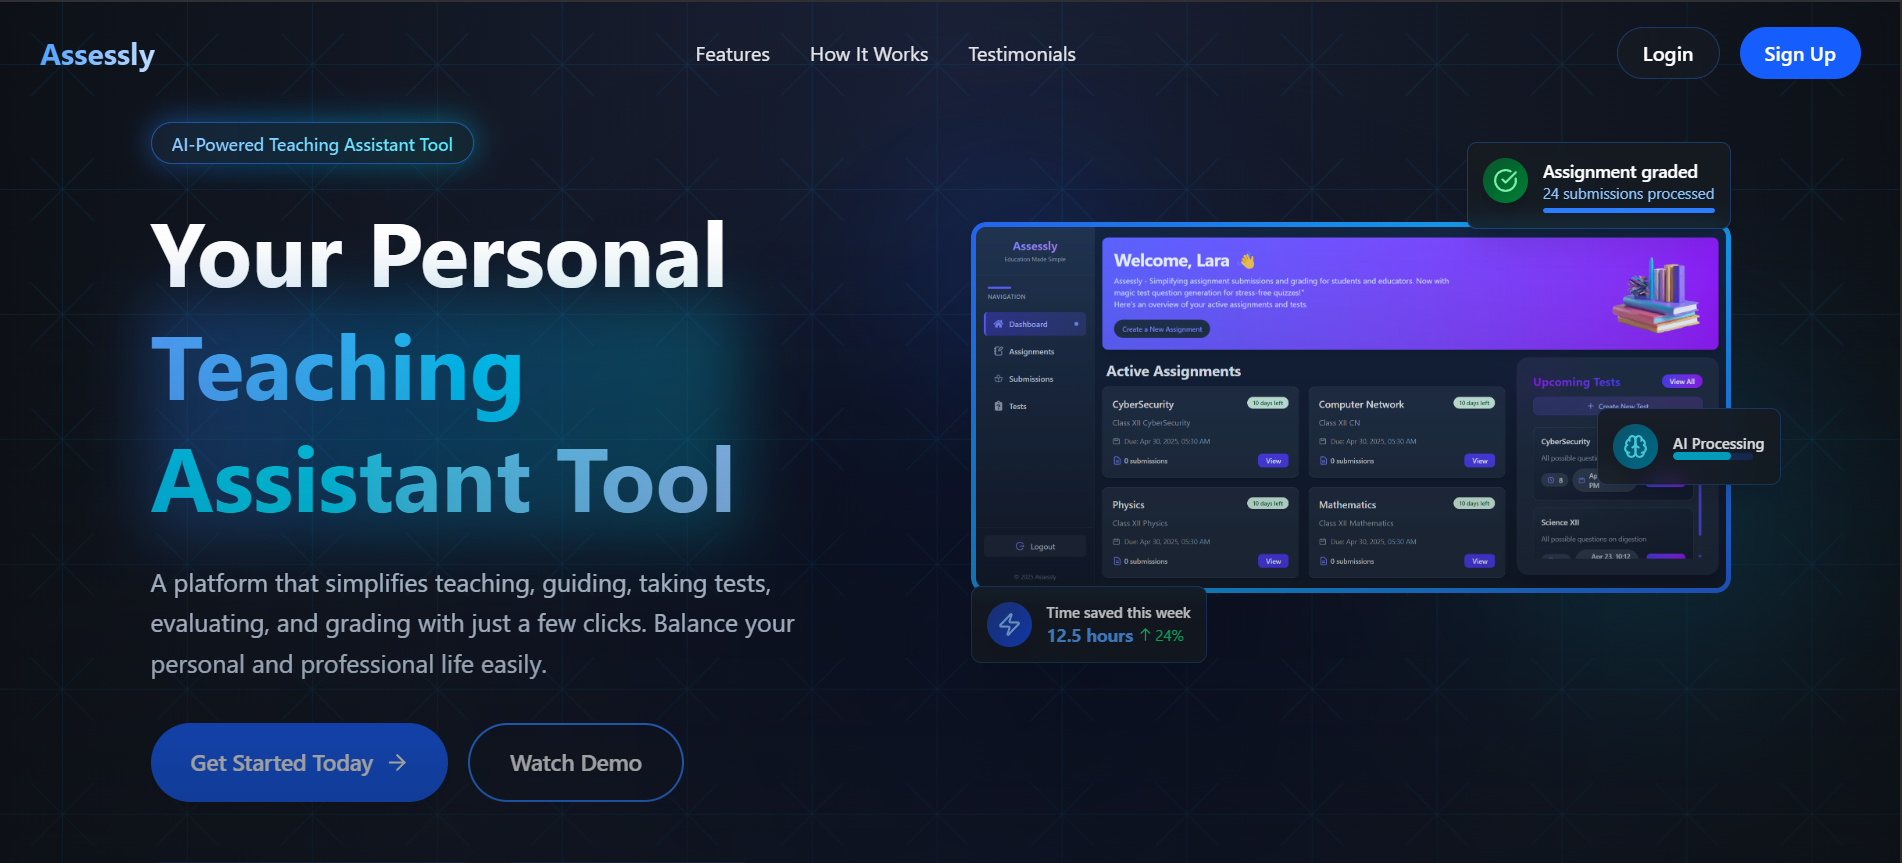 Assessly
Features
How It Works
Testimonials
Login
Sign Up
AI-Powered Teaching Assistant Tool
Your Personal
Teaching
Assistant Tool
A platform that simplifies teaching, guiding, taking tests,
evaluating, and grading with just a few clicks. Balance your
personal and professional life easily.
Get Started Today
Watch Demo
Assignment graded
24 submissions processed
Assessly
Education Made Simple
NAVIGATION
Dashboard
Assignments
Submissions
Tests
Logout
© 2025 Assessly
Welcome, Lara 👋
Assessly - Simplifying assignment submissions and grading for students and educators. Now with
magic test question generation for stress-free quizzes!"
Here's an overview of your active assignments and tests.
Create a New Assignment
Active Assignments
CyberSecurity
10 days left
Class XII CyberSecurity
Due: Apr 30, 2025, 05:30 AM
0 submissions
View
Computer Network
10 days left
Class XII CN
Due: Apr 30, 2025, 05:30 AM
0 submissions
View
Physics
10 days left
Class XII Physics
Due: Apr 30, 2025, 05:30 AM
0 submissions
View
Mathematics
10 days left
Class XII Mathematics
Due: Apr 30, 2025, 05:30 AM
0 submissions
View
Upcoming Tests
View All
+ Create New Test
CyberSecurity
All possible questi
8
Ap
PM
Science XII
All possible questions on digestion
Apr 23, 10:12
AI Processing
Time saved this week
12.5 hours ↑ 24%